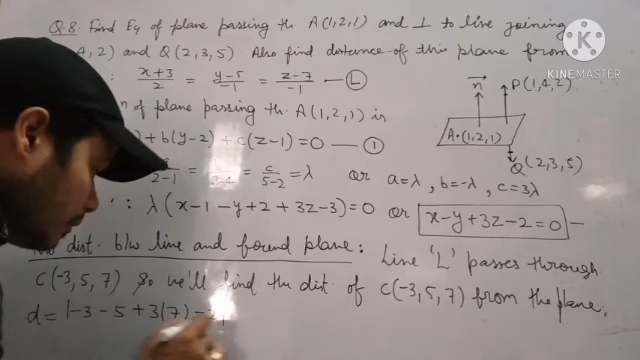 Q.8: Find Eq of plane passing th. A(1,2,1) and ⊥ to line joining
4,2) and Q(2,3,5). Also find distance of this plane from
: x+3/2 = y-5/-1 = z-7/-1 — Ⓛ
n of plane passing th. A(1,2,1) is
) + b(y-2) + c(z-1) = 0 — ①
2-1 = 3-4 = c/5-2 = λ or a=λ, b=-λ, c=3λ
: λ(x-1-y+2+3z-3)=0 or x-y+3z-2=0 —
dist. b/w line and found plane: Line 'L' passes through
C(-3,5,7) So we'll find the dist of C(-3,5,7) from the plane.
d = |-3-5+3(7)-
n
P(1,4,2)
A•(1,2,1)
Q(2,3,5)
KINEMASTER